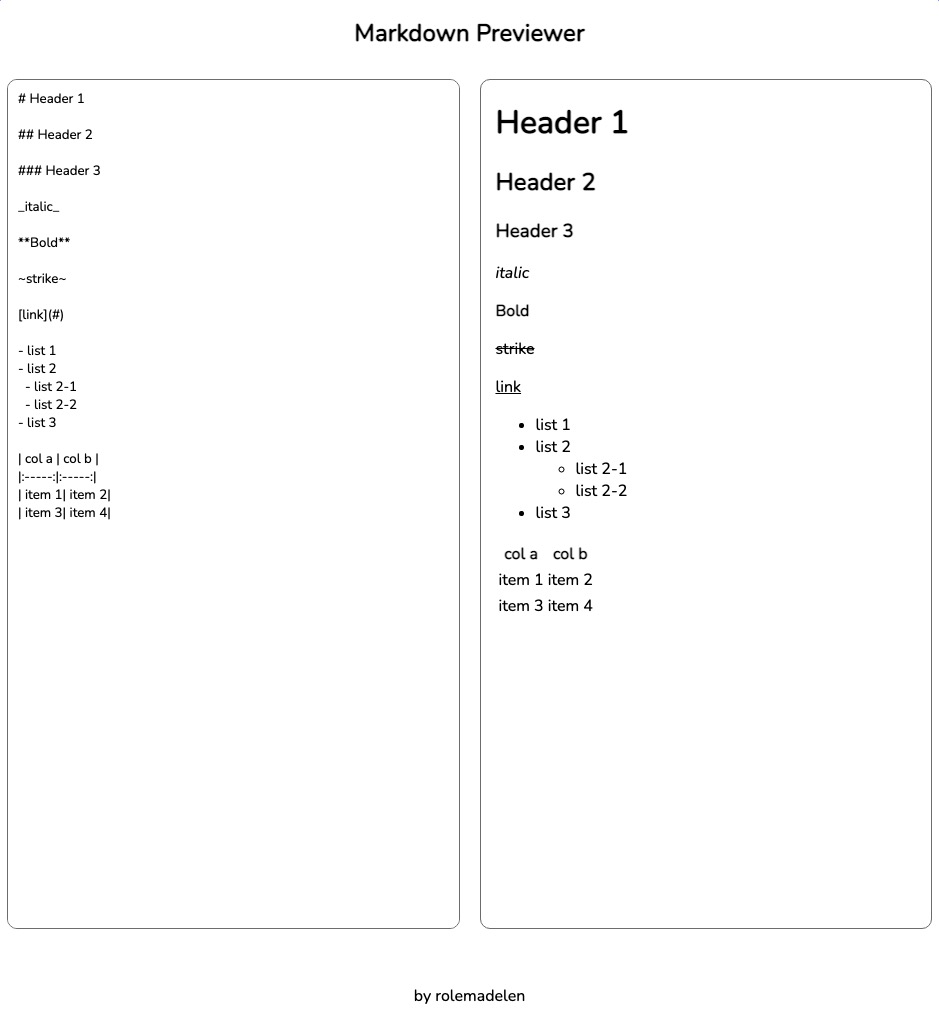 Markdown Previewer
# Header 1
## Header 2
### Header 3
_italic_
**Bold**
~strike~
[link](#)
- list 1
- list 2
  - list 2-1
  - list 2-2
- list 3
| col a | col b |
|:-----:|:-----:|
| item 1| item 2|
| item 3| item 4|
Header 1
Header 2
Header 3
italic
Bold
strike
link
• list 1
• list 2
◦ list 2-1
◦ list 2-2
• list 3
col a col b
item 1 item 2
item 3 item 4
by rolemadelen